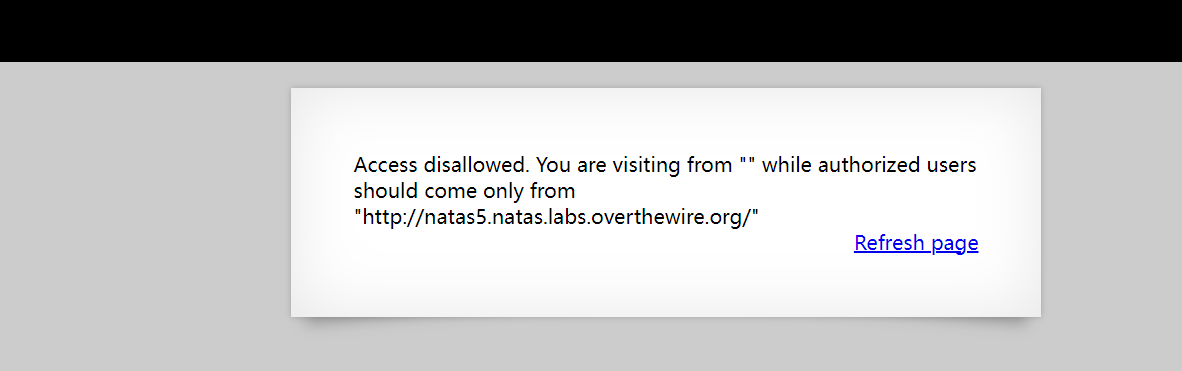 Access disallowed. You are visiting from "" while authorized users
should come only from
"http://natas5.natas.labs.overthewire.org/"
Refresh page